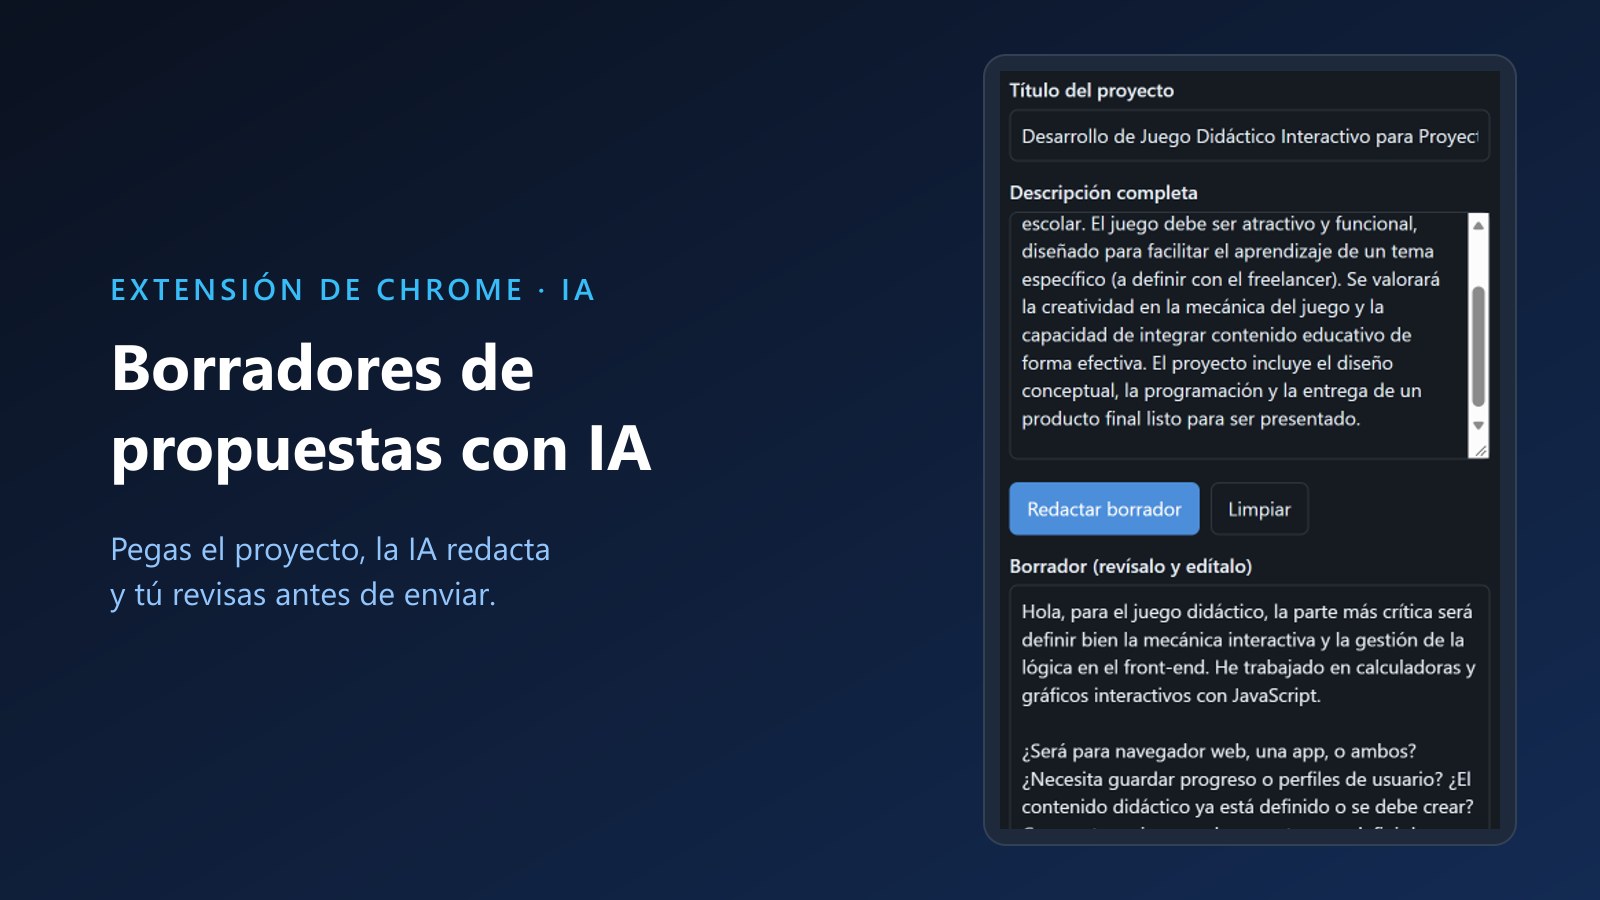 EXTENSIÓN DE CHROME · IA
Borradores de
propuestas con IA
Pegas el proyecto, la IA redacta
y tú revisas antes de enviar.
Título del proyecto
Desarrollo de Juego Didáctico Interactivo para
Descripción completa
escolar. El juego debe ser atractivo y funcional,
diseñado para facilitar el aprendizaje de un tema
específico (a definir con el freelancer). Se valorará
la creatividad en la mecánica del juego y la
capacidad de integrar contenido educativo de
forma efectiva. El proyecto incluye el diseño
conceptual, la programación y la entrega de un
producto final listo para ser presentado.
Redactar borrador
Limpiar
Borrador (revísalo y edítalo)
Hola, para el juego didáctico, la parte más crítica será
definir bien la mecánica interactiva y la gestión de la
lógica en el front-end. He trabajado en calculadoras y
gráficos interactivos con JavaScript.
¿Será para navegador web, una app, o ambos?
¿Necesita guardar progreso o perfiles de usuario? ¿El
contenido didáctico ya está definido o se debe crear?